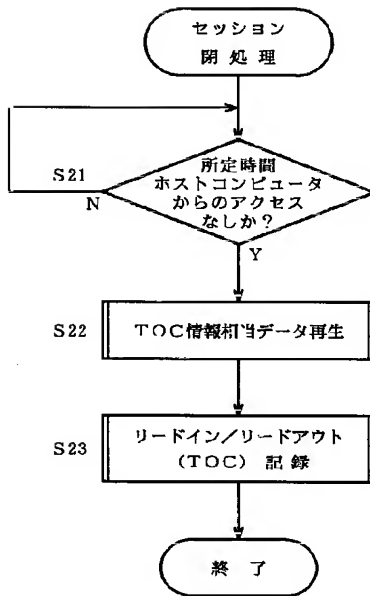 セッション
閉処理
S21
所定時間
ホストコンピュータ
からのアクセス
なしか?
N
Y
S22
TOC情報相当データ再生
S23
リードイン/リードアウト
(TOC) 記録
終了